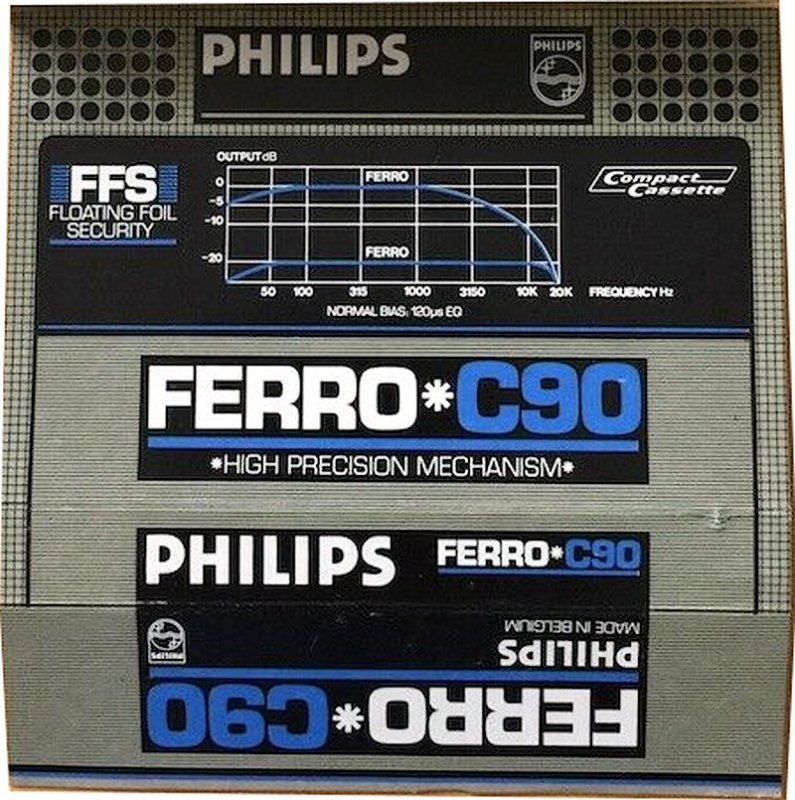 PHILIPS
PHILIPS
FFS
FLOATING FOIL
SECURITY
OUTPUT dB
0
-5
-10
-20
FERRO
FERRO
50 100 315 1000 3150 10K 20K FREQUENCY Hz
NORMAL BIAS, 120µs EQ
Compact
Cassette
FERRO*C90
*HIGH PRECISION MECHANISM*
PHILIPS FERRO*C90
MADE IN BELGIUM
PHILIPS
PHILIPS
FERRO*C90